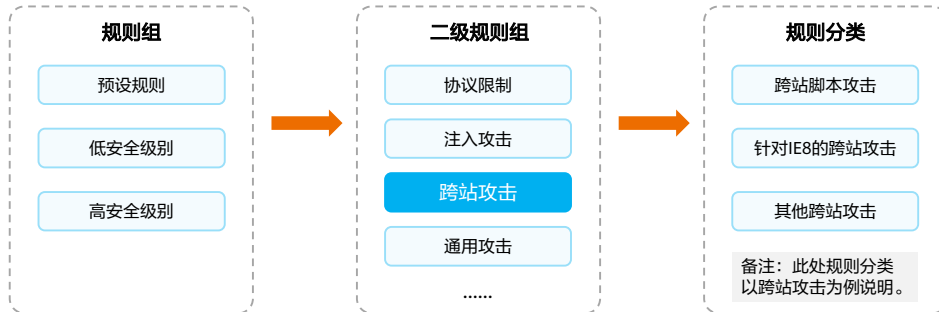 规则组
预设规则
低安全级别
高安全级别
二级规则组
协议限制
注入攻击
跨站攻击
通用攻击
......
规则分类
跨站脚本攻击
针对IE8的跨站攻击
其他跨站攻击
备注：此处规则分类
以跨站攻击为例说明。